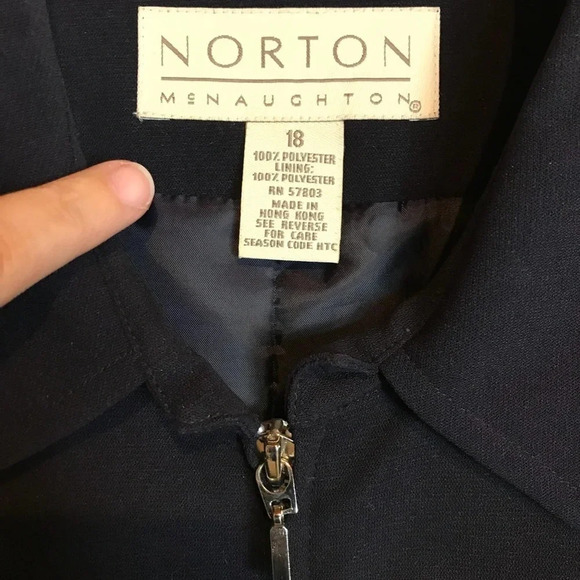 NORTON
McNAUGHTON®
18
100% POLYESTER
LINING:
100% POLYESTER
RN 57803
MADE IN
HONG KONG
SEE REVERSE
FOR CARE
SEASON CODE HTC